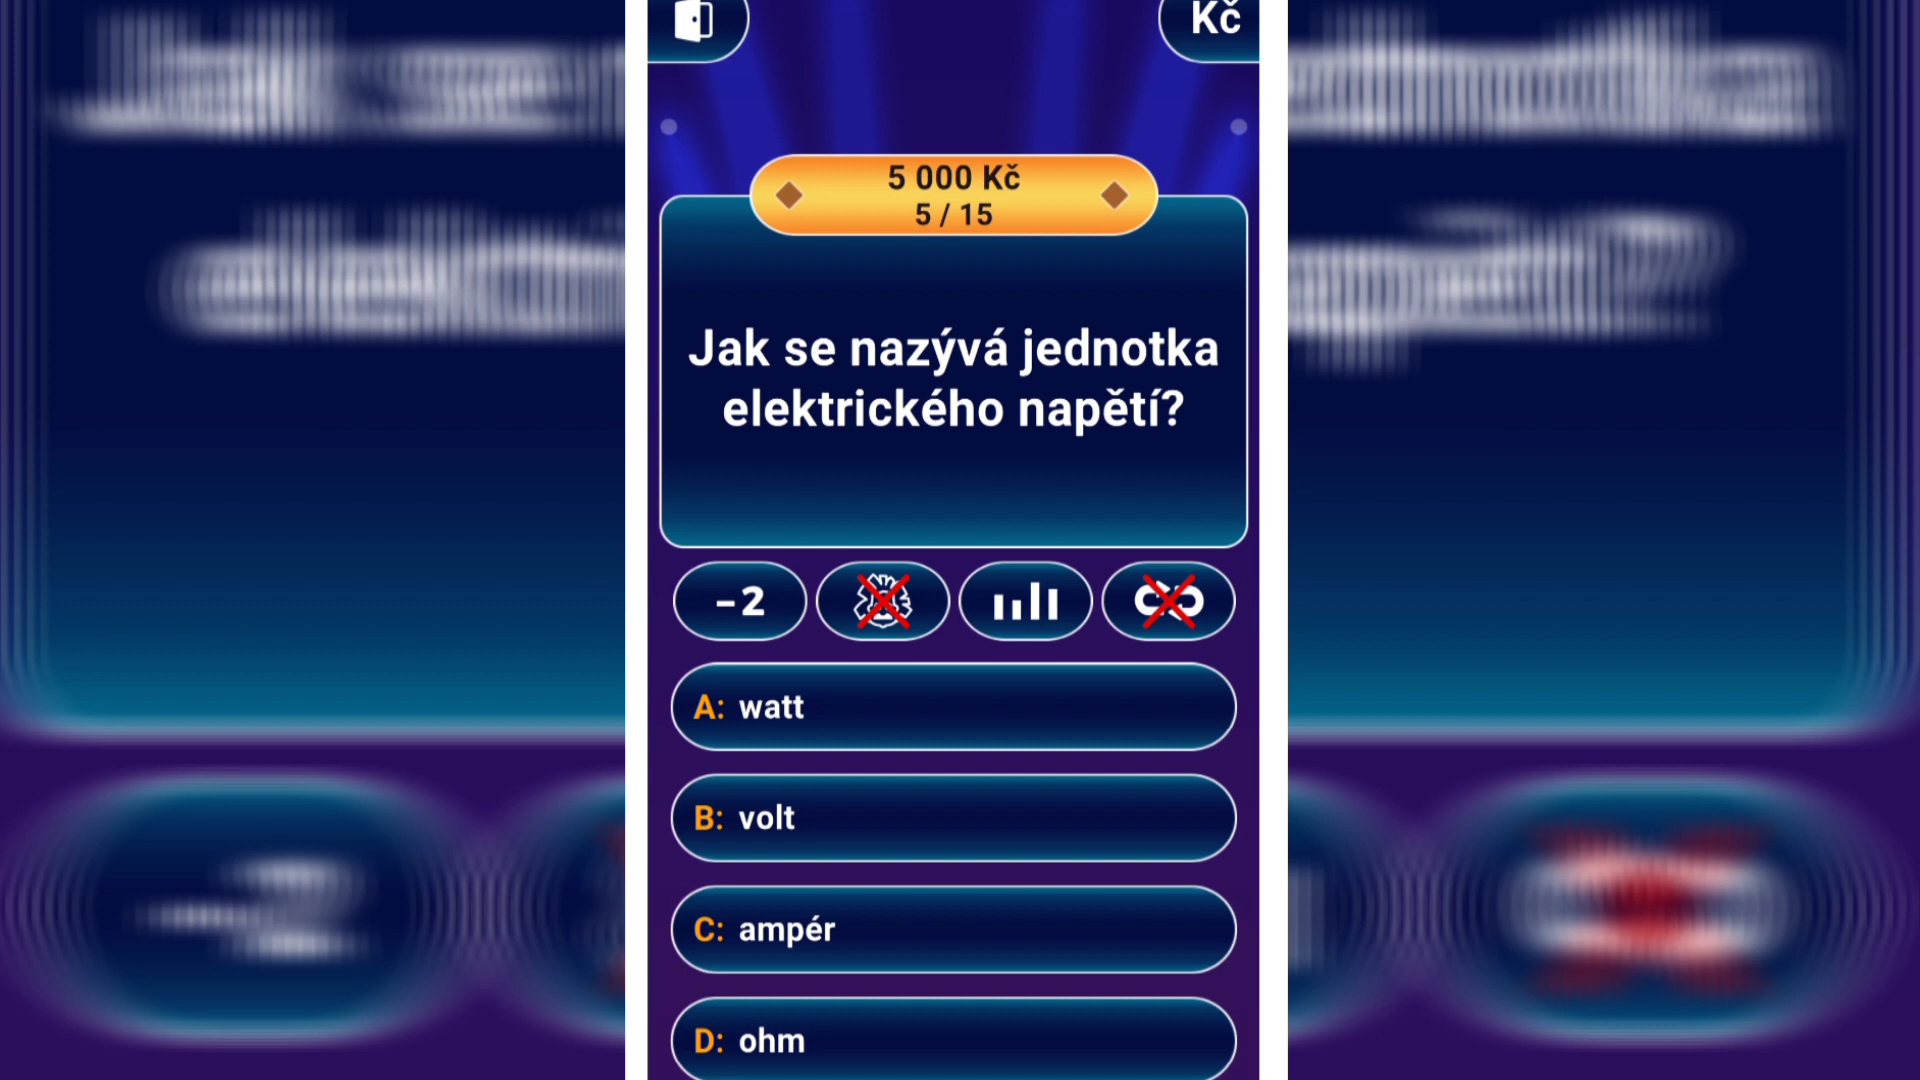 Kč
5 000 Kč
5 / 15
Jak se nazývá jednotka
elektrického napětí?
-2
A: watt
B: volt
C: ampér
D: ohm